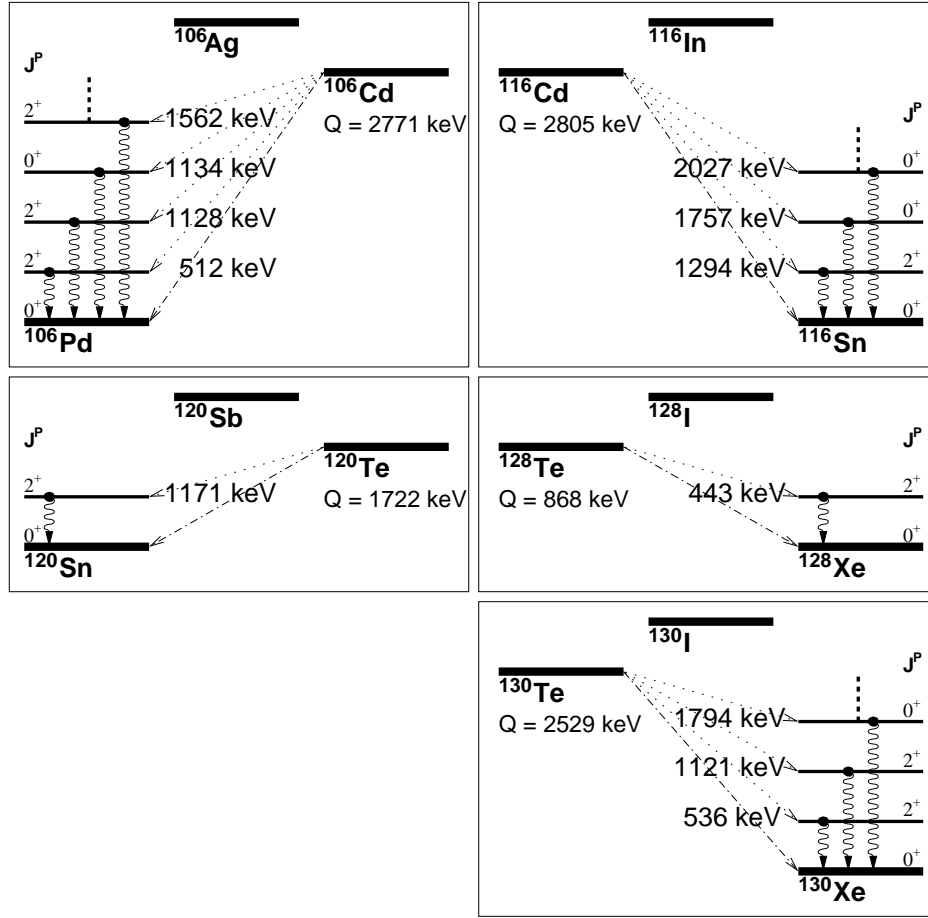 ¹⁰⁶Ag
Jᴾ
¹⁰⁶Cd
Q = 2771 keV
2⁺ 1562 keV
0⁺ 1134 keV
2⁺ 1128 keV
2⁺ 512 keV
0⁺
¹⁰⁶Pd
¹¹⁶In
¹¹⁶Cd
Q = 2805 keV
Jᴾ
2027 keV 0⁺
1757 keV 0⁺
1294 keV 2⁺
0⁺
¹¹⁶Sn
¹²⁰Sb
Jᴾ
¹²⁰Te
Q = 1722 keV
2⁺ 1171 keV
0⁺
¹²⁰Sn
¹²⁸I
Jᴾ
¹²⁸Te
Q = 868 keV
443 keV 2⁺
0⁺
¹²⁸Xe
¹³⁰I
Jᴾ
¹³⁰Te
Q = 2529 keV
1794 keV 0⁺
1121 keV 2⁺
536 keV 2⁺
0⁺
¹³⁰Xe